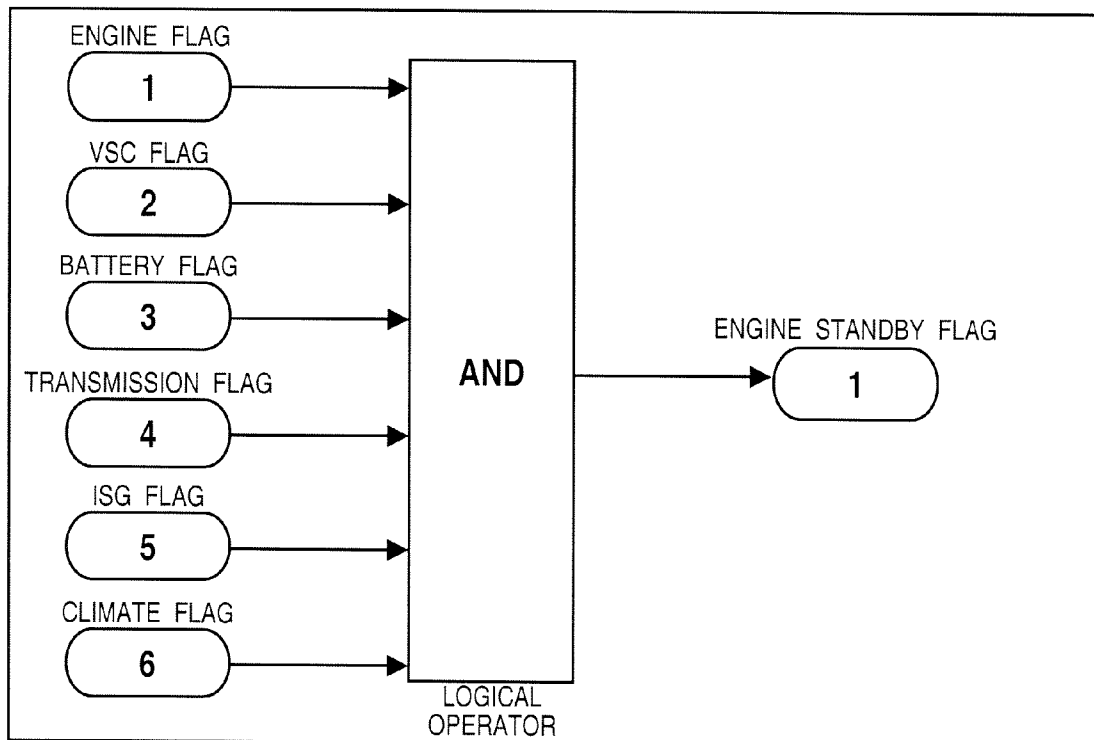 ENGINE FLAG
1
VSC FLAG
2
BATTERY FLAG
3
TRANSMISSION FLAG
4
ISG FLAG
5
CLIMATE FLAG
6
AND
LOGICAL
OPERATOR
ENGINE STANDBY FLAG
1